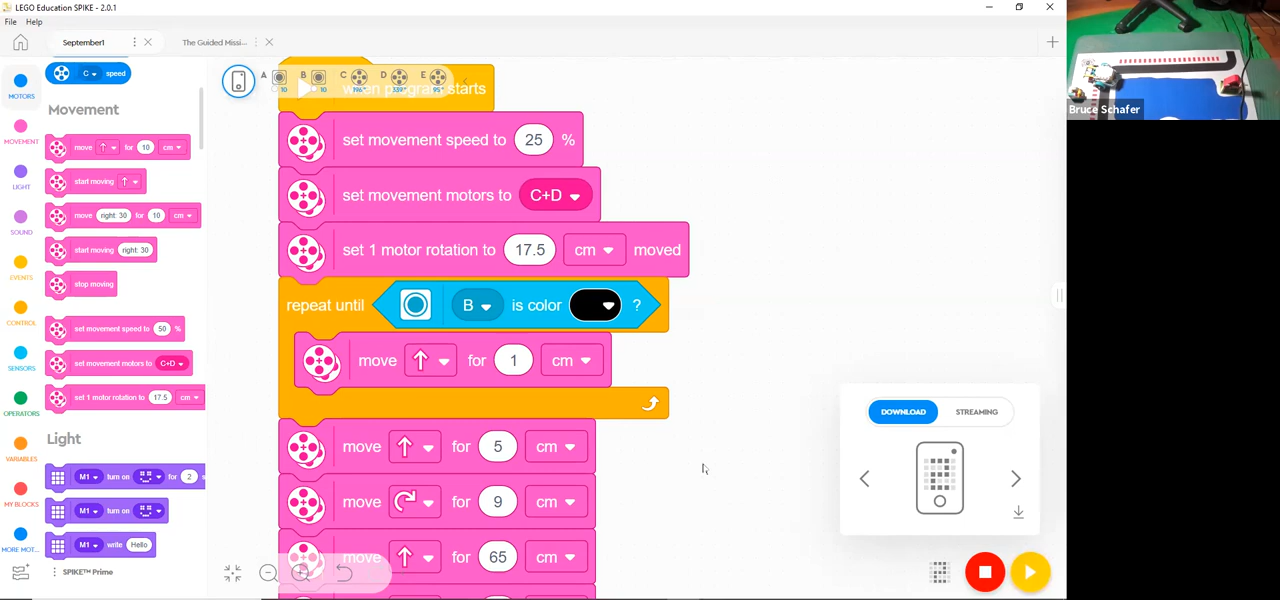 LEGO Education SPIKE - 2.0.1
File Help
September1
The Guided Missi...
C speed
A B C D E
10 10 196° 339° 95°
when program starts
MOTORS
Movement
MOVEMENT
LIGHT
SOUND
EVENTS
CONTROL
SENSORS
OPERATORS
VARIABLES
MY BLOCKS
MORE MOT...
move for 10 cm
start moving
move right: 30 for 10 cm
start moving right: 30
stop moving
set movement speed to 50 %
set movement motors to C+D
set 1 motor rotation to 17.5 cm
Light
M1 turn on for 2 s
M1 turn on
M1 write Hello
SPIKE™ Prime
set movement speed to 25 %
set movement motors to C+D
set 1 motor rotation to 17.5 cm moved
repeat until B is color ?
move for 1 cm
move for 5 cm
move for 9 cm
move for 65 cm
DOWNLOAD STREAMING
Bruce Schafer